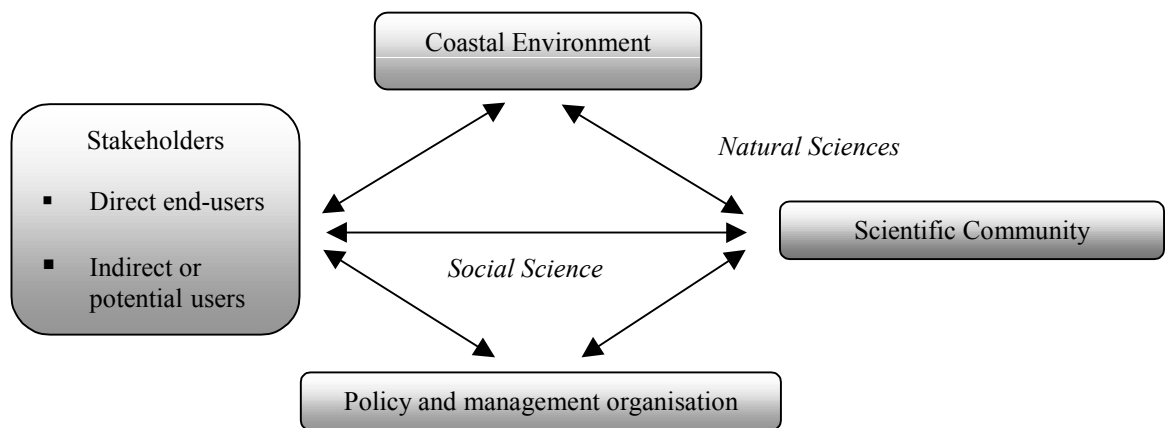 Coastal Environment
Stakeholders
▪ Direct end-users
▪ Indirect or
potential users
Natural Sciences
Scientific Community
Social Science
Policy and management organisation